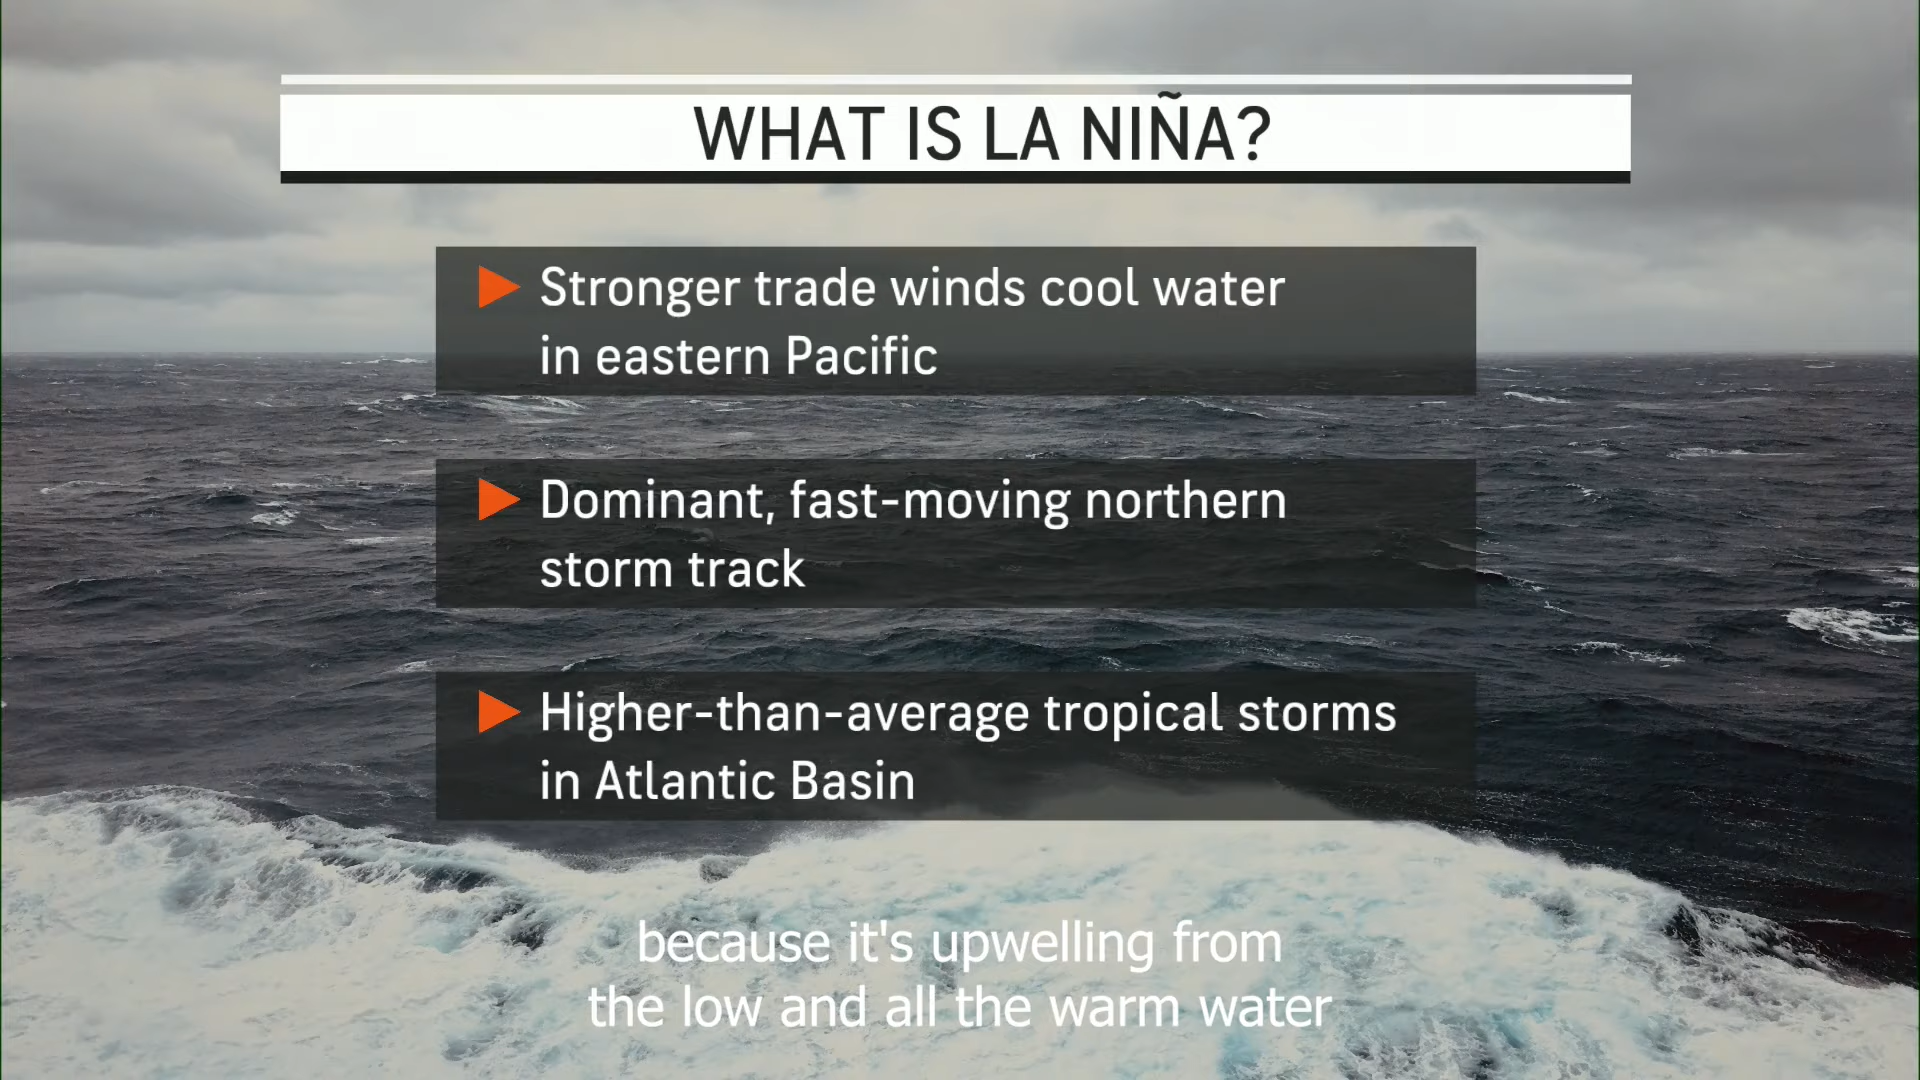 WHAT IS LA NIÑA?
Stronger trade winds cool water
in eastern Pacific
Dominant, fast-moving northern
storm track
Higher-than-average tropical storms
in Atlantic Basin
because it's upwelling from
the low and all the warm water